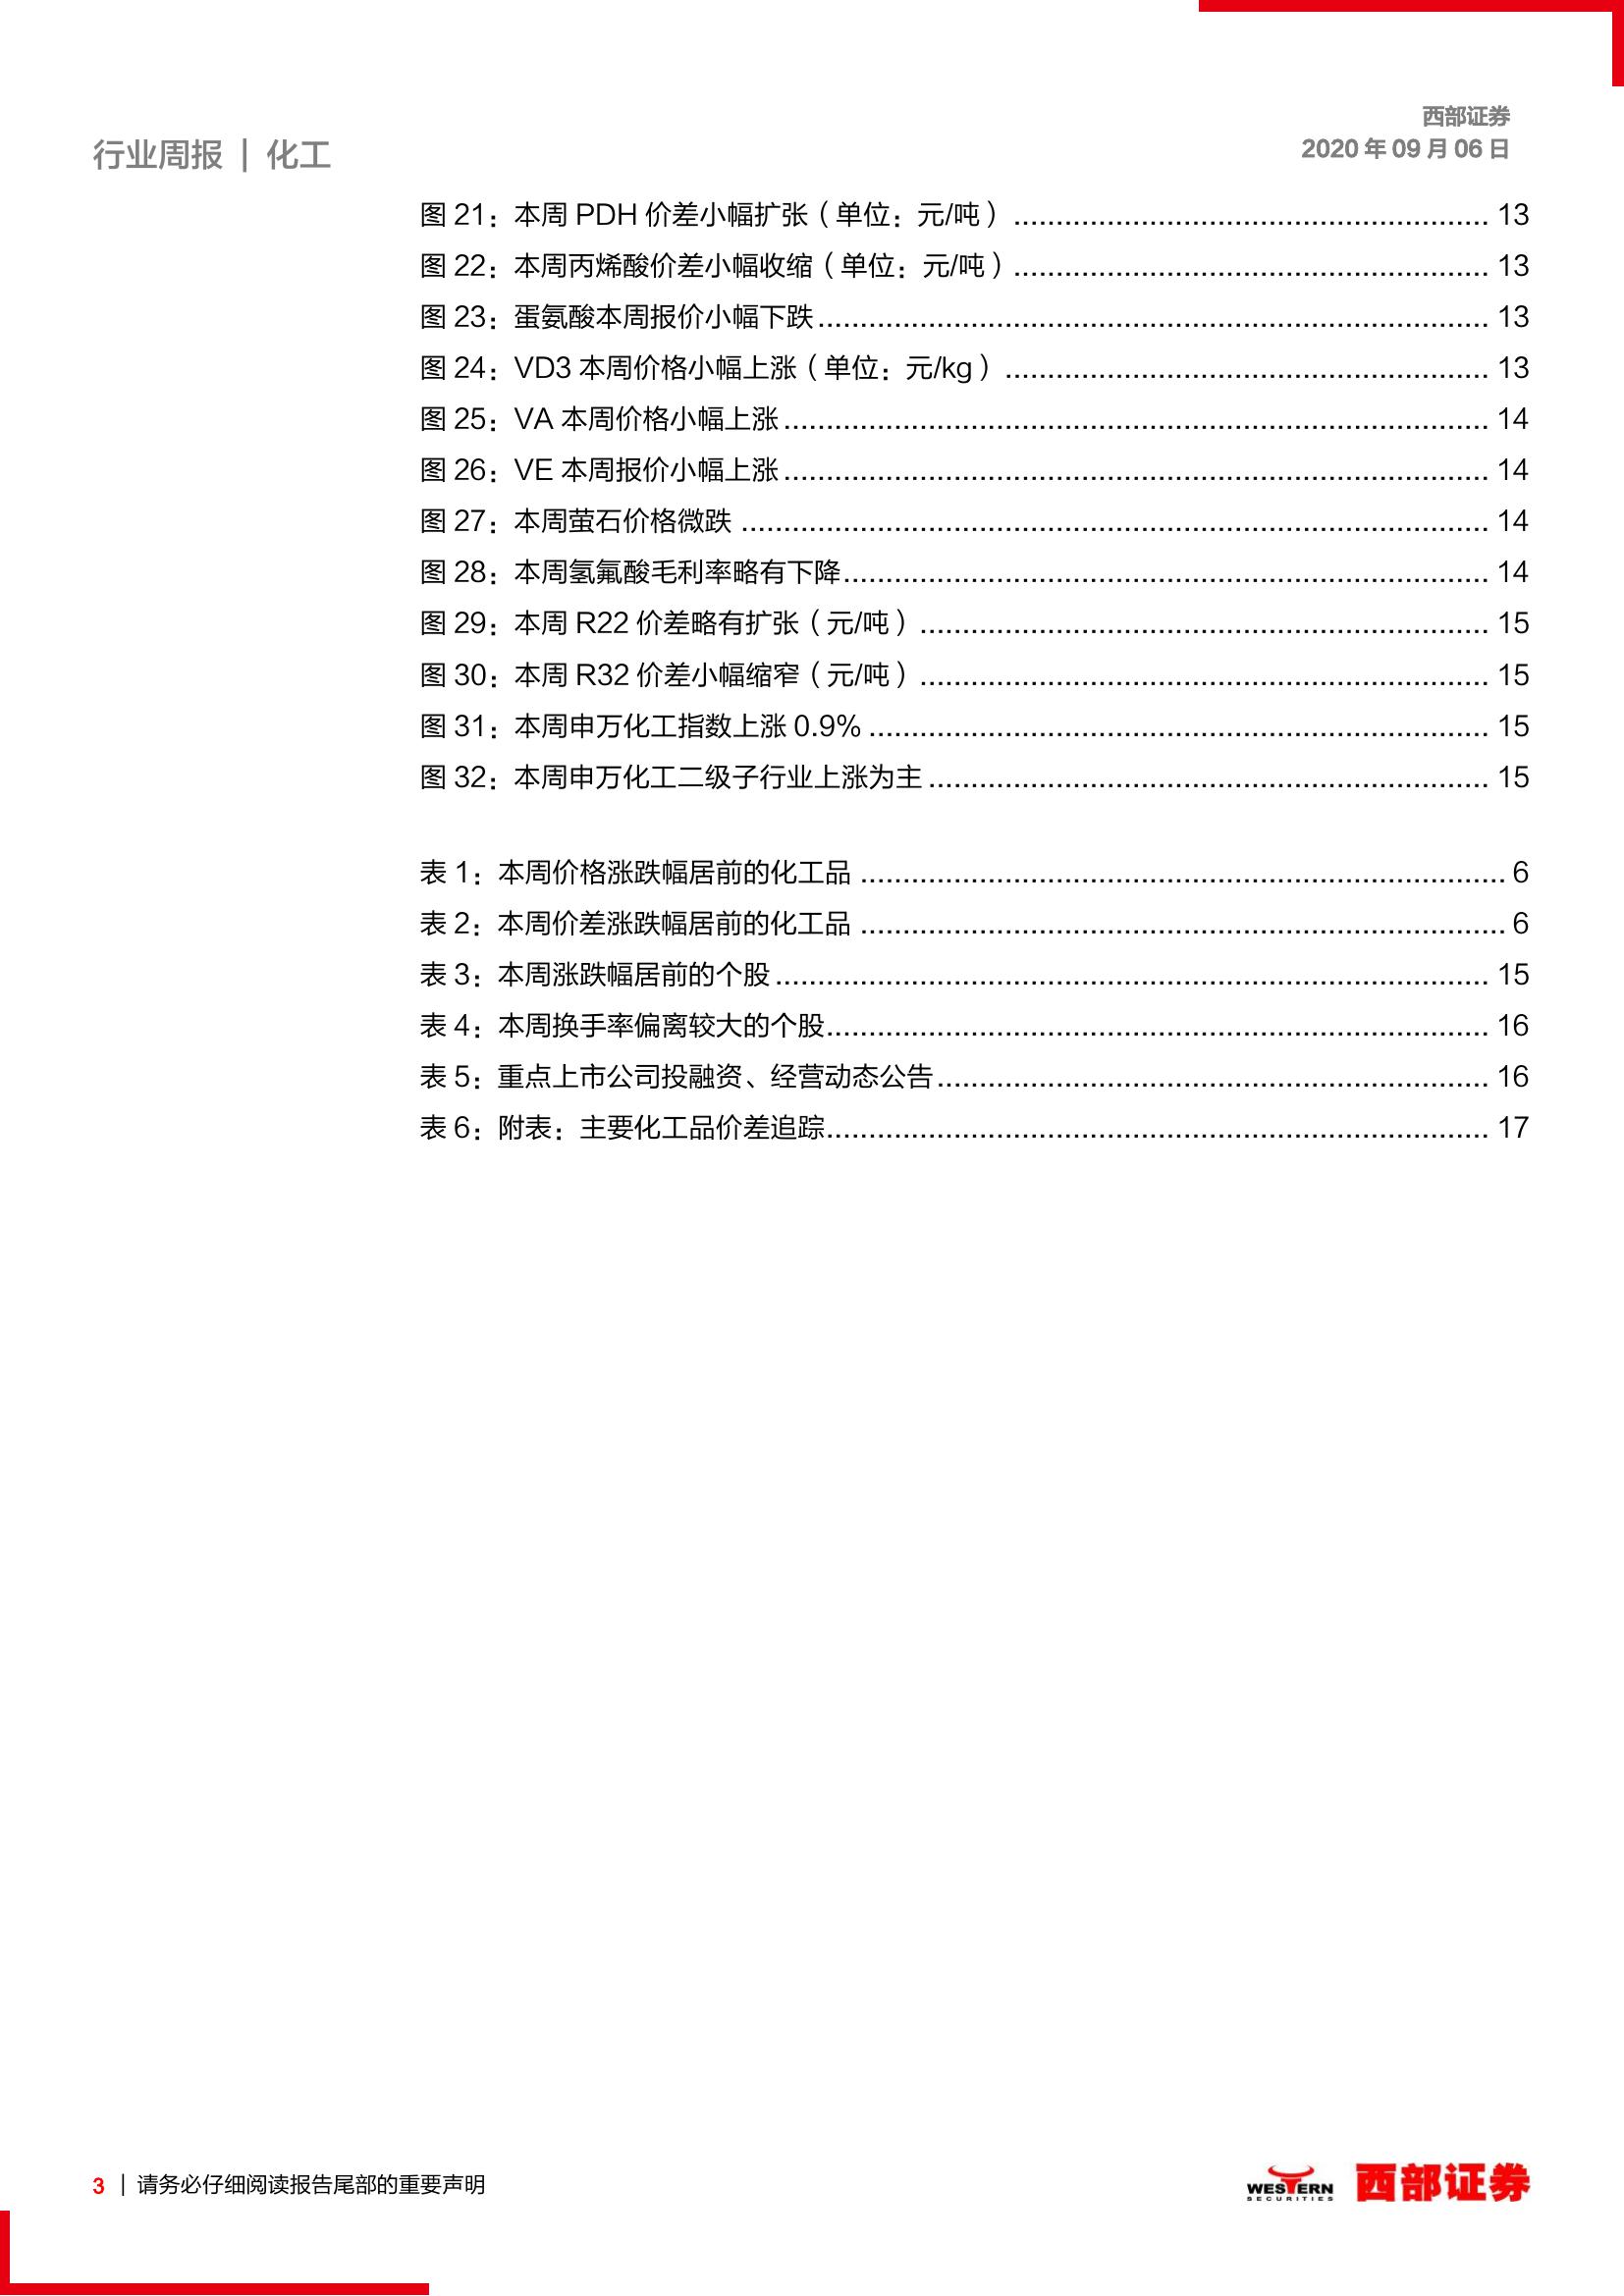 西部证券
行业周报 | 化工
2020 年 09 月 06 日
图 21：本周 PDH 价差小幅扩张（单位：元/吨）........................................................ 13
图 22：本周丙烯酸价差小幅收缩（单位：元/吨）........................................................ 13
图 23：蛋氨酸本周报价小幅下跌............................................................................... 13
图 24：VD3 本周价格小幅上涨（单位：元/kg）......................................................... 13
图 25：VA 本周价格小幅上涨................................................................................... 14
图 26：VE 本周报价小幅上涨................................................................................... 14
图 27：本周萤石价格微跌 ........................................................................................ 14
图 28：本周氢氟酸毛利率略有下降............................................................................ 14
图 29：本周 R22 价差略有扩张（元/吨）................................................................... 15
图 30：本周 R32 价差小幅缩窄（元/吨）................................................................... 15
图 31：本周申万化工指数上涨 0.9% ......................................................................... 15
图 32：本周申万化工二级子行业上涨为主.................................................................. 15
表 1：本周价格涨跌幅居前的化工品 ............................................................................ 6
表 2：本周价差涨跌幅居前的化工品 ............................................................................ 6
表 3：本周涨跌幅居前的个股.................................................................................... 15
表 4：本周换手率偏离较大的个股.............................................................................. 16
表 5：重点上市公司投融资、经营动态公告................................................................. 16
表 6：附表：主要化工品价差追踪.............................................................................. 17
3 | 请务必仔细阅读报告尾部的重要声明
WESTERN
SECURITIES
西部证券